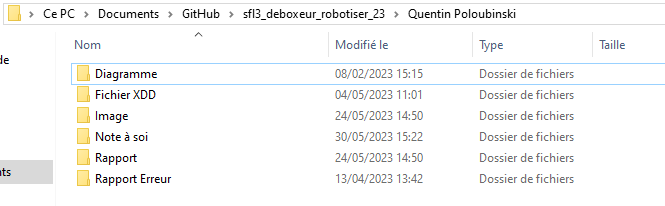 Ce PC > Documents > GitHub > sfl3_deboxeur_robotiser_23 > Quentin Poloubinski
Nom Modifié le Type Taille
Diagramme 08/02/2023 15:15 Dossier de fichiers
Fichier XDD 04/05/2023 11:01 Dossier de fichiers
Image 24/05/2023 14:50 Dossier de fichiers
Note à soi 30/05/2023 15:22 Dossier de fichiers
Rapport 24/05/2023 14:50 Dossier de fichiers
Rapport Erreur 13/04/2023 13:42 Dossier de fichiers